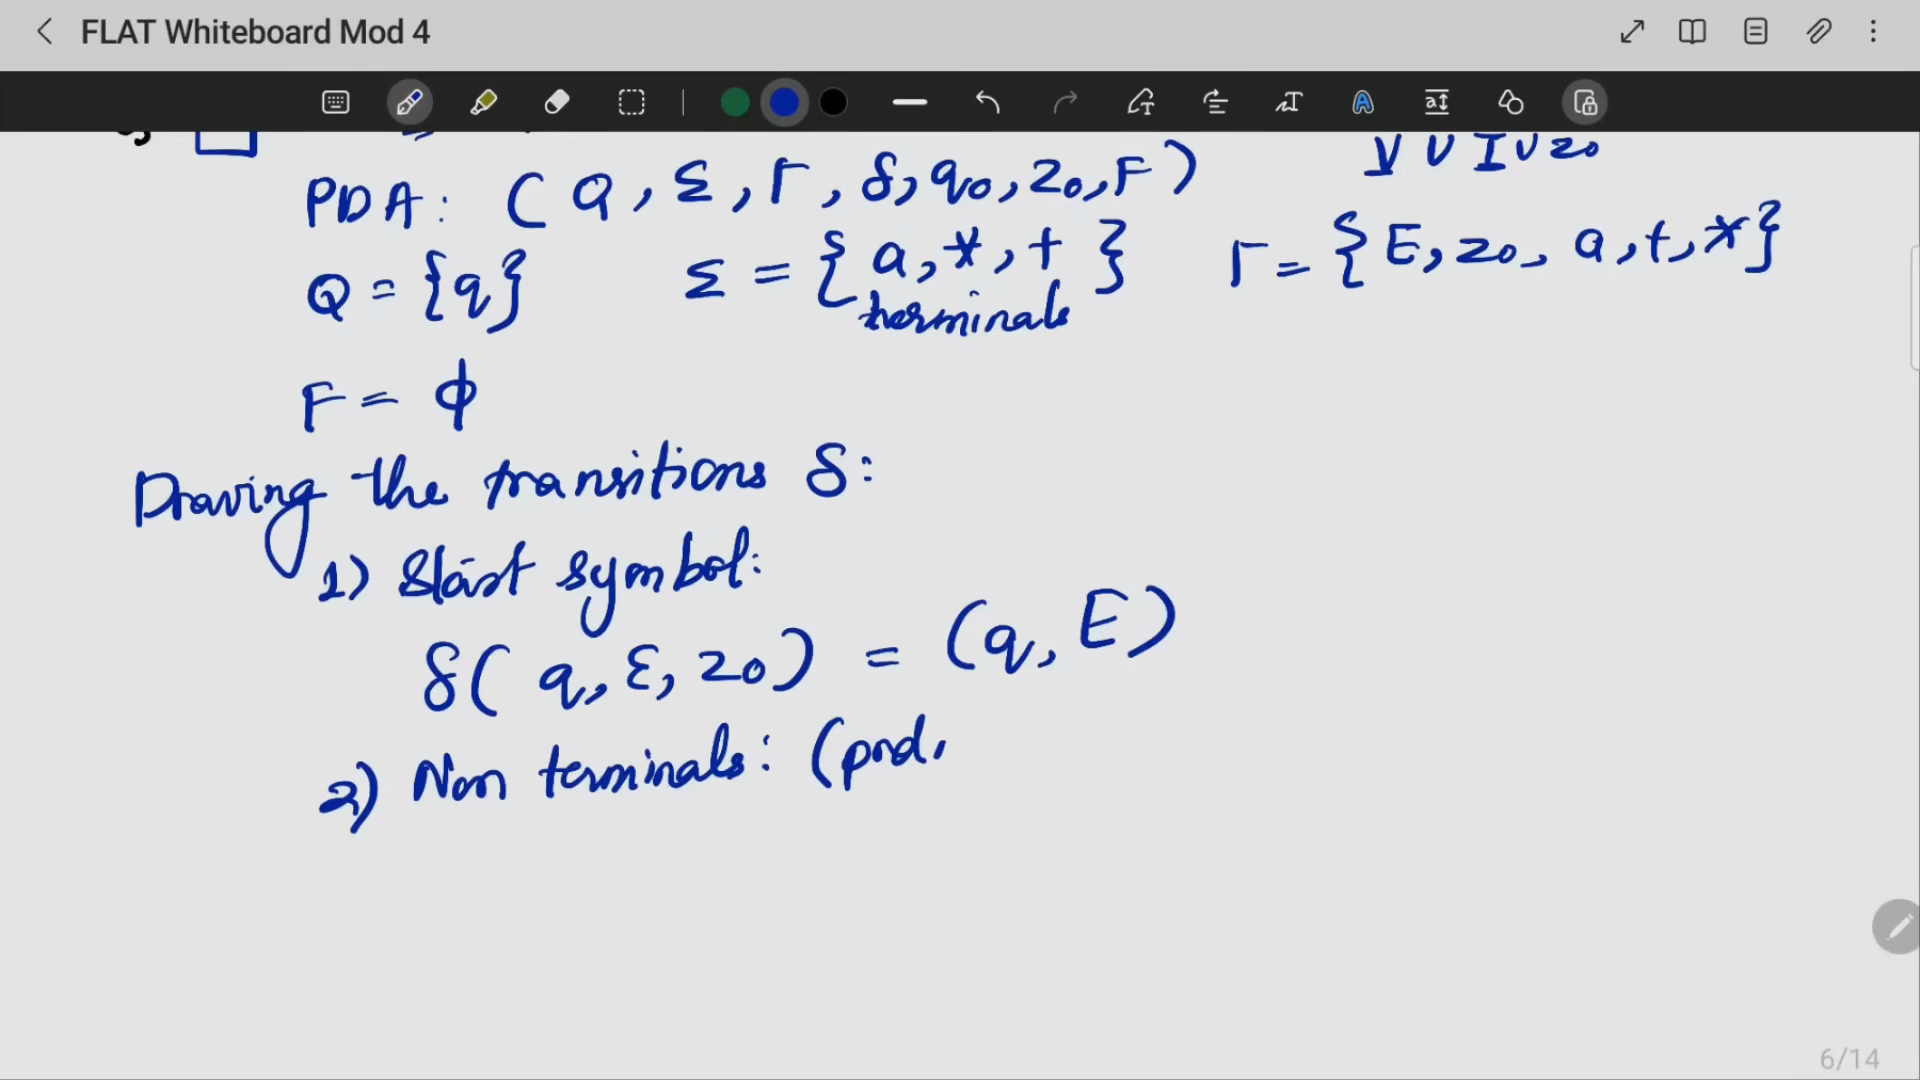 FLAT Whiteboard Mod 4
V ∪ I ∪ z0
PDA: (Q, Σ, Γ, δ, q0, z0, F)
Q = {q} Σ = {a, *, + } Γ = {E, z0, a, +, *}
terminals
F = ϕ
Drawing the transitions δ:
1) Start symbol:
δ( q, ε, z0) = (q, E)
2) Non terminals: (prod.
6/14